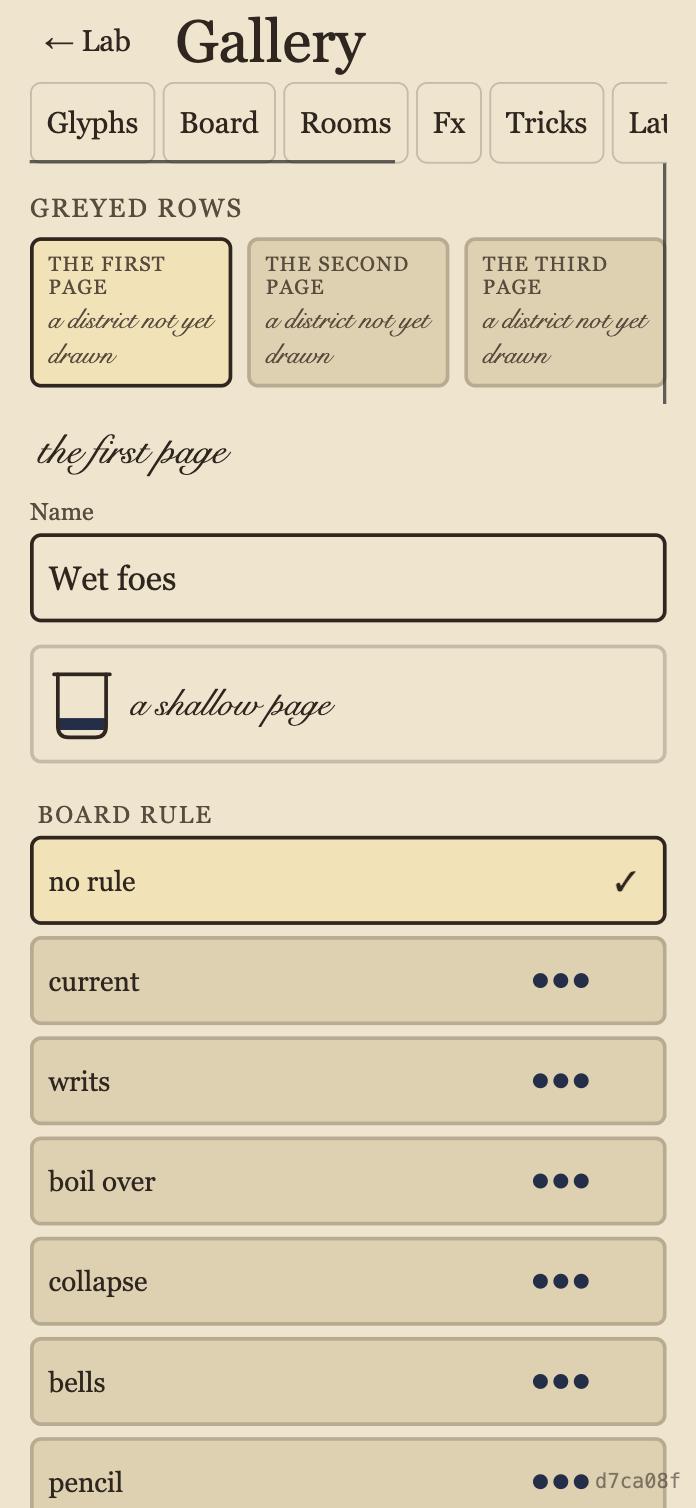 ← Lab Gallery
Glyphs Board Rooms Fx Tricks Lat
GREYED ROWS
THE FIRST PAGE
a district not yet drawn
THE SECOND PAGE
a district not yet drawn
THE THIRD PAGE
a district not yet drawn
the first page
Name
Wet foes
a shallow page
BOARD RULE
no rule ✓
current
writs
boil over
collapse
bells
pencil
d7ca08f